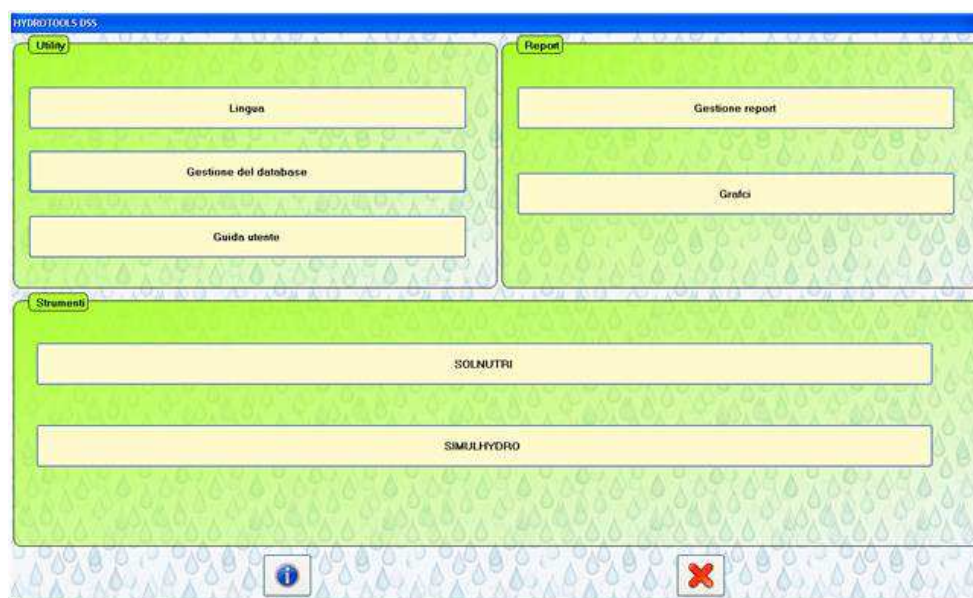 HYDROTOOLS DSS
Utility
Lingua
Gestione del database
Guida utente
Report
Gestione report
Grafci
Strumenti
SOLNUTRI
SIMULHYDRO